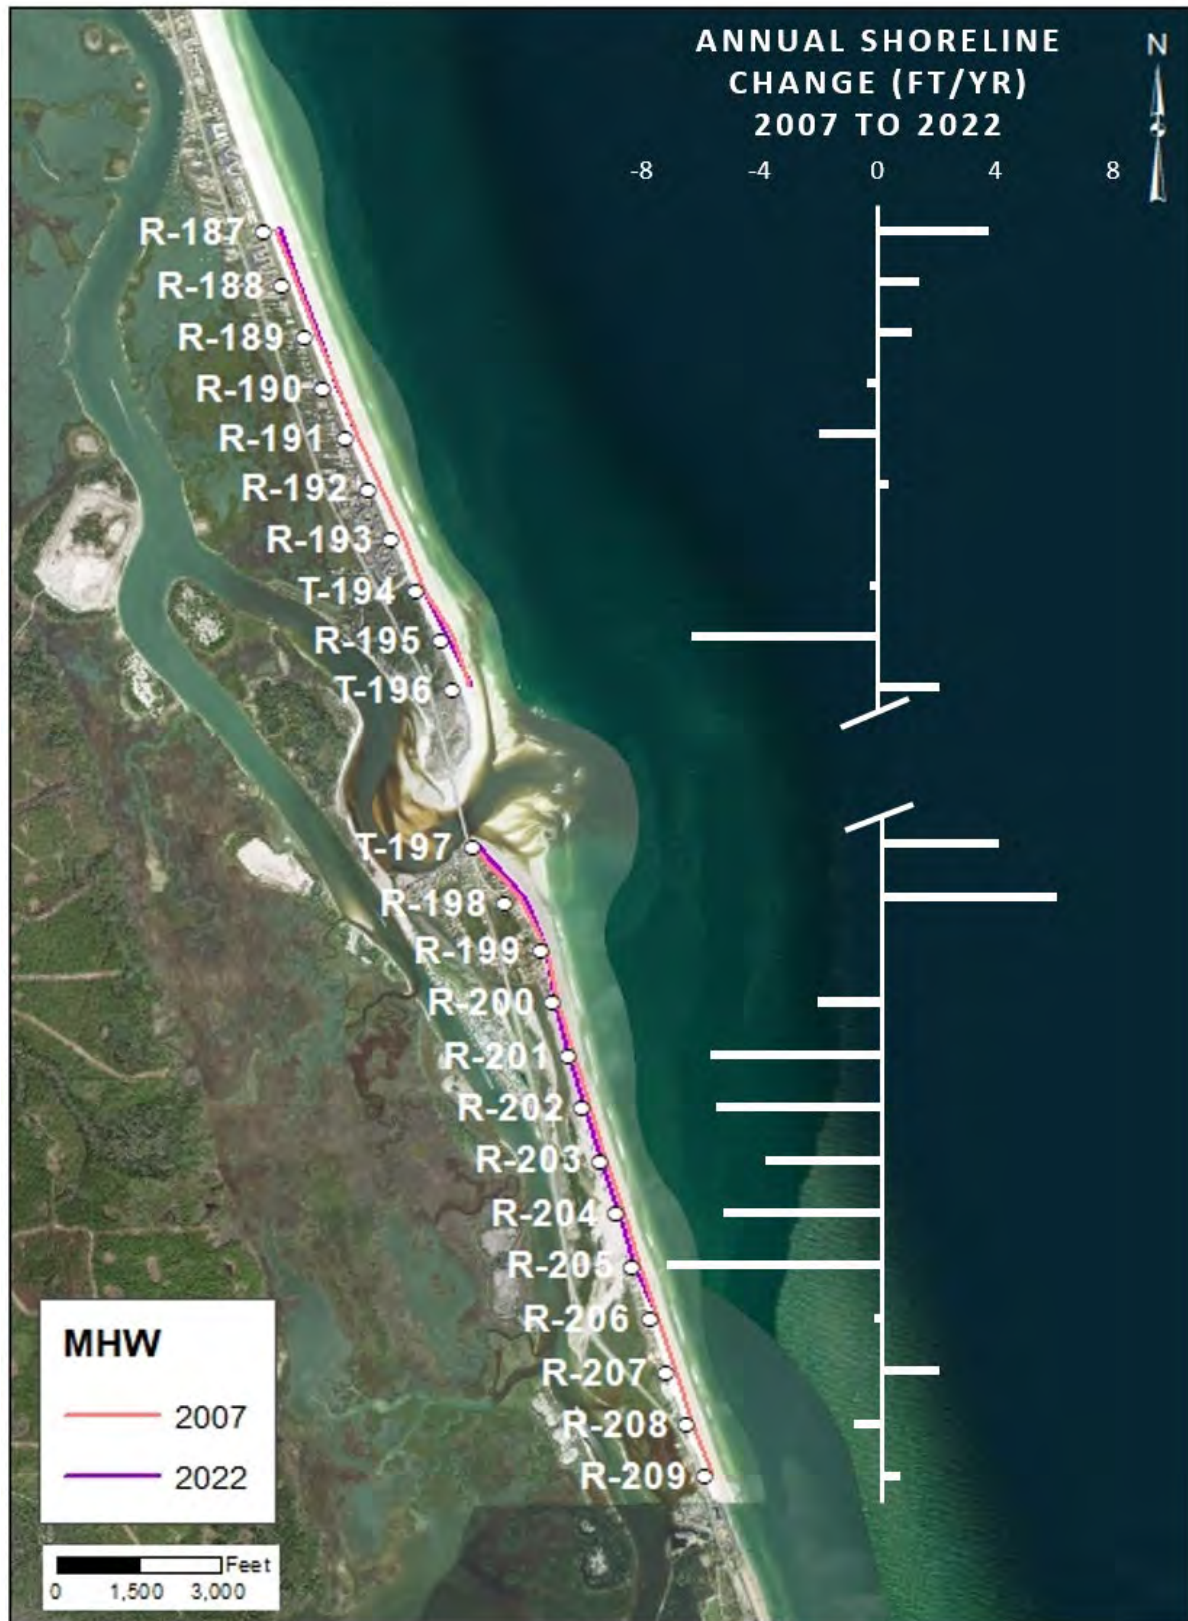 ANNUAL SHORELINE
CHANGE (FT/YR)
2007 TO 2022
N
-8 -4 0 4 8
R-187
R-188
R-189
R-190
R-191
R-192
R-193
T-194
R-195
T-196
T-197
R-198
R-199
R-200
R-201
R-202
R-203
R-204
R-205
R-206
R-207
R-208
R-209
MHW
2007
2022
Feet
0 1,500 3,000